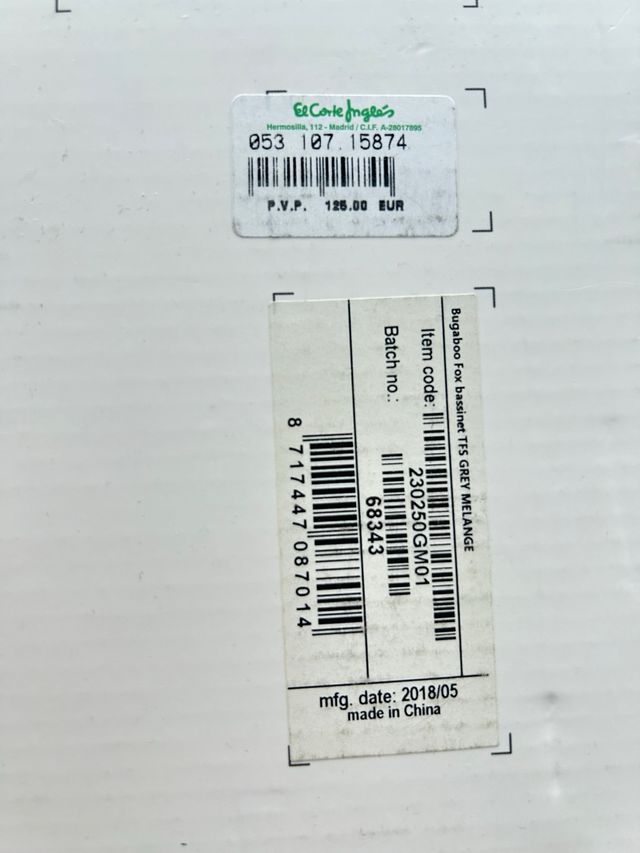 El Corte Inglés
Hermosilla, 112 - Madrid / C.I.F. A-28017895
053 107 15874
P.V.P. 125.00 EUR
Bugaboo Fox bassinet TFS GREY MELANGE
Item code:
230250GM01
Batch no.:
68343
8 717447 087014
mfg. date: 2018/05
made in China